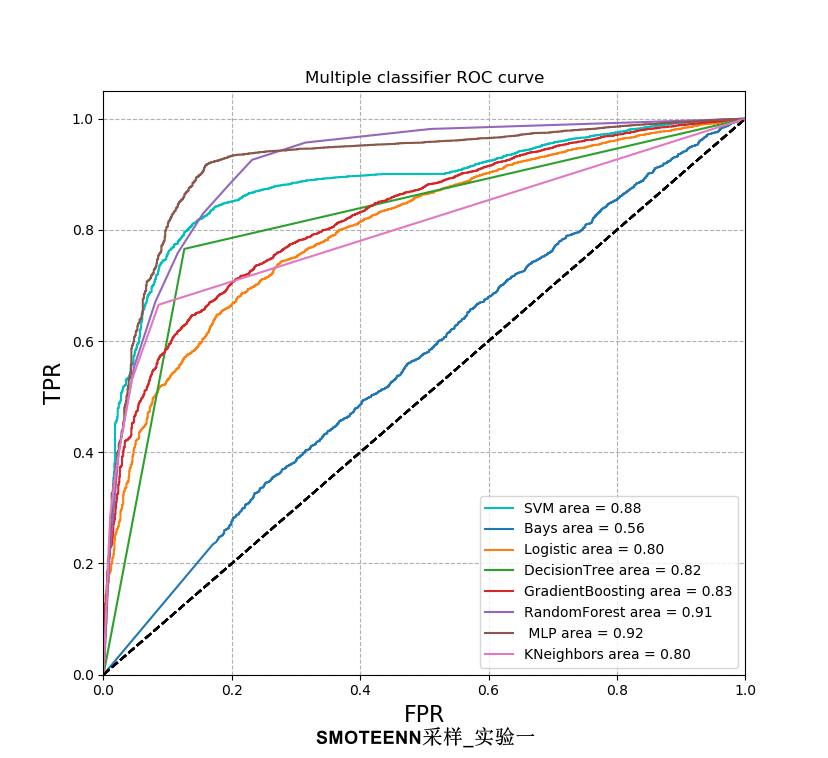 Multiple classifier ROC curve
TPR
1.0
0.8
0.6
0.4
0.2
0.0
SVM area = 0.88
Bays area = 0.56
Logistic area = 0.80
DecisionTree area = 0.82
GradientBoosting area = 0.83
RandomForest area = 0.91
MLP area = 0.92
KNeighbors area = 0.80
0.0 0.2 0.4 0.6 0.8 1.0
FPR
SMOTEENN采样_实验一